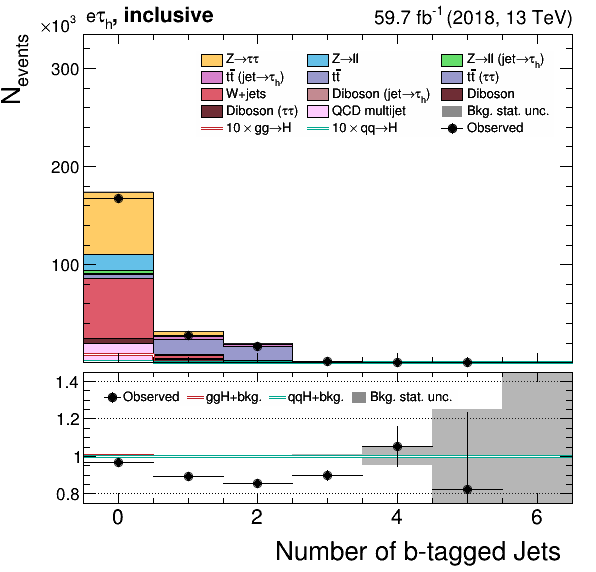 ×10³ eτh, inclusive 59.7 fb⁻¹ (2018, 13 TeV)
Nevents
300
200
100
Z→ττ Z→ll Z→ll (jet→τh)
tt̄ (jet→τh) tt̄ tt̄ (ττ)
W+jets Diboson (jet→τh) Diboson
Diboson (ττ) QCD multijet Bkg. stat. unc.
10 × gg→H 10 × qq→H Observed
1.4
1.2
1
0.8
Observed ggH+bkg. qqH+bkg. Bkg. stat. unc.
0 2 4 6
Number of b-tagged Jets